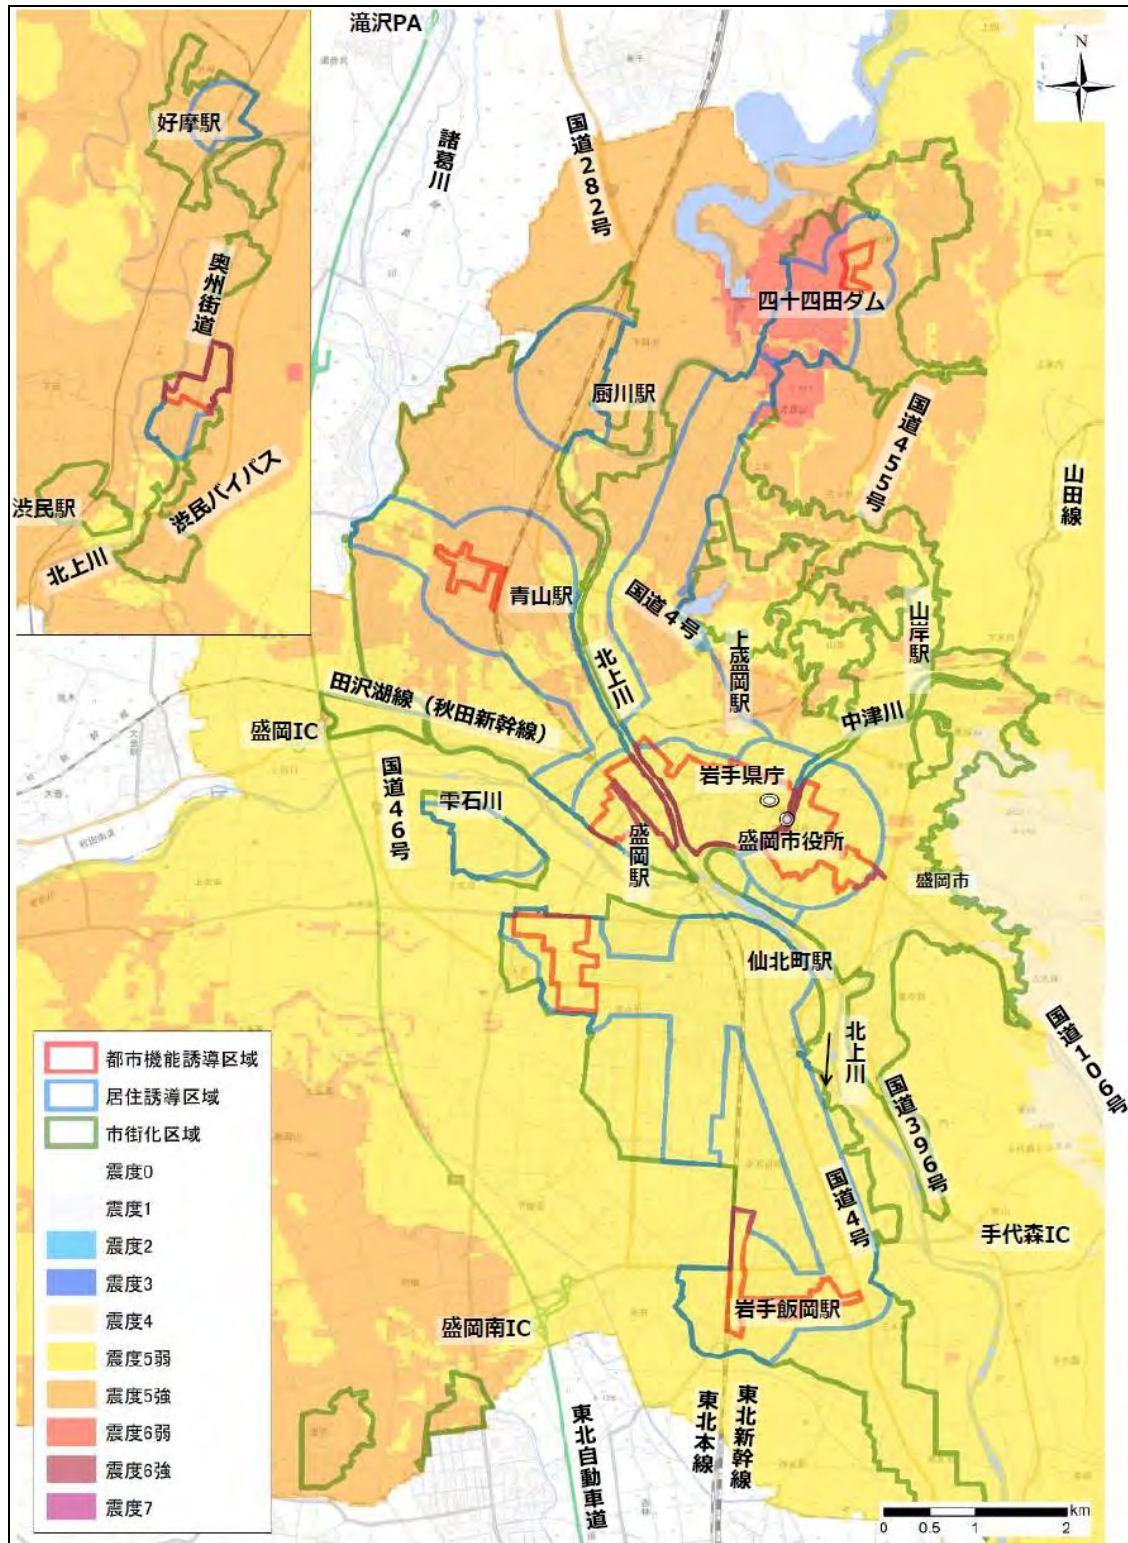 滝沢PA
N
好摩駅
諸葛川
国道282号
奥州街道
四十四田ダム
厨川駅
国道455号
山田線
渋民駅
渋民バイパス
北上川
青山駅
国道4号
山岸駅
上盛岡駅
北上川
田沢湖線（秋田新幹線）
中津川
盛岡IC
国道46号
岩手県庁
雫石川
盛岡駅
盛岡市役所
盛岡市
仙北町駅
北上川
国道106号
国道396号
都市機能誘導区域
居住誘導区域
市街化区域
震度0
震度1
震度2
震度3
震度4
震度5弱
震度5強
震度6弱
震度6強
震度7
国道4号
手代森IC
岩手飯岡駅
盛岡南IC
東北自動車道
東北本線
東北新幹線
km
0 0.5 1 2